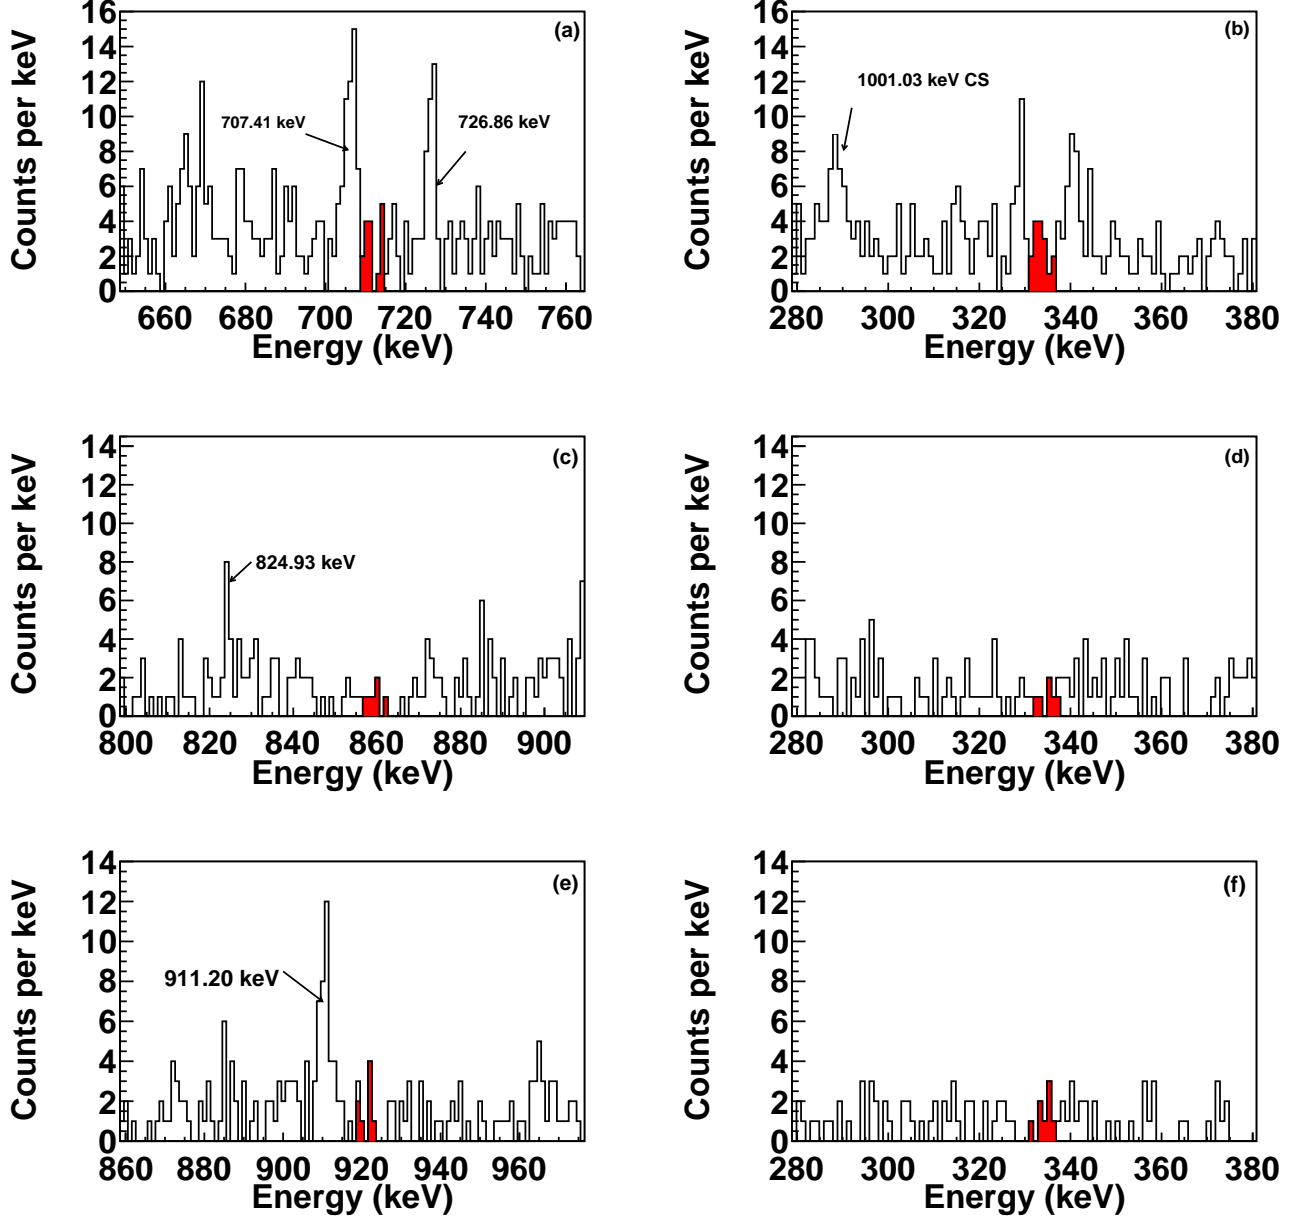 Counts per keV
16
14
12
10
8
6
4
2
0
(a)
707.41 keV
726.86 keV
660 680 700 720 740 760
Energy (keV)
Counts per keV
16
14
12
10
8
6
4
2
0
(b)
1001.03 keV CS
280 300 320 340 360 380
Energy (keV)
Counts per keV
14
12
10
8
6
4
2
0
(c)
824.93 keV
800 820 840 860 880 900
Energy (keV)
Counts per keV
14
12
10
8
6
4
2
0
(d)
280 300 320 340 360 380
Energy (keV)
Counts per keV
14
12
10
8
6
4
2
0
(e)
911.20 keV
860 880 900 920 940 960
Energy (keV)
Counts per keV
14
12
10
8
6
4
2
0
(f)
280 300 320 340 360 380
Energy (keV)